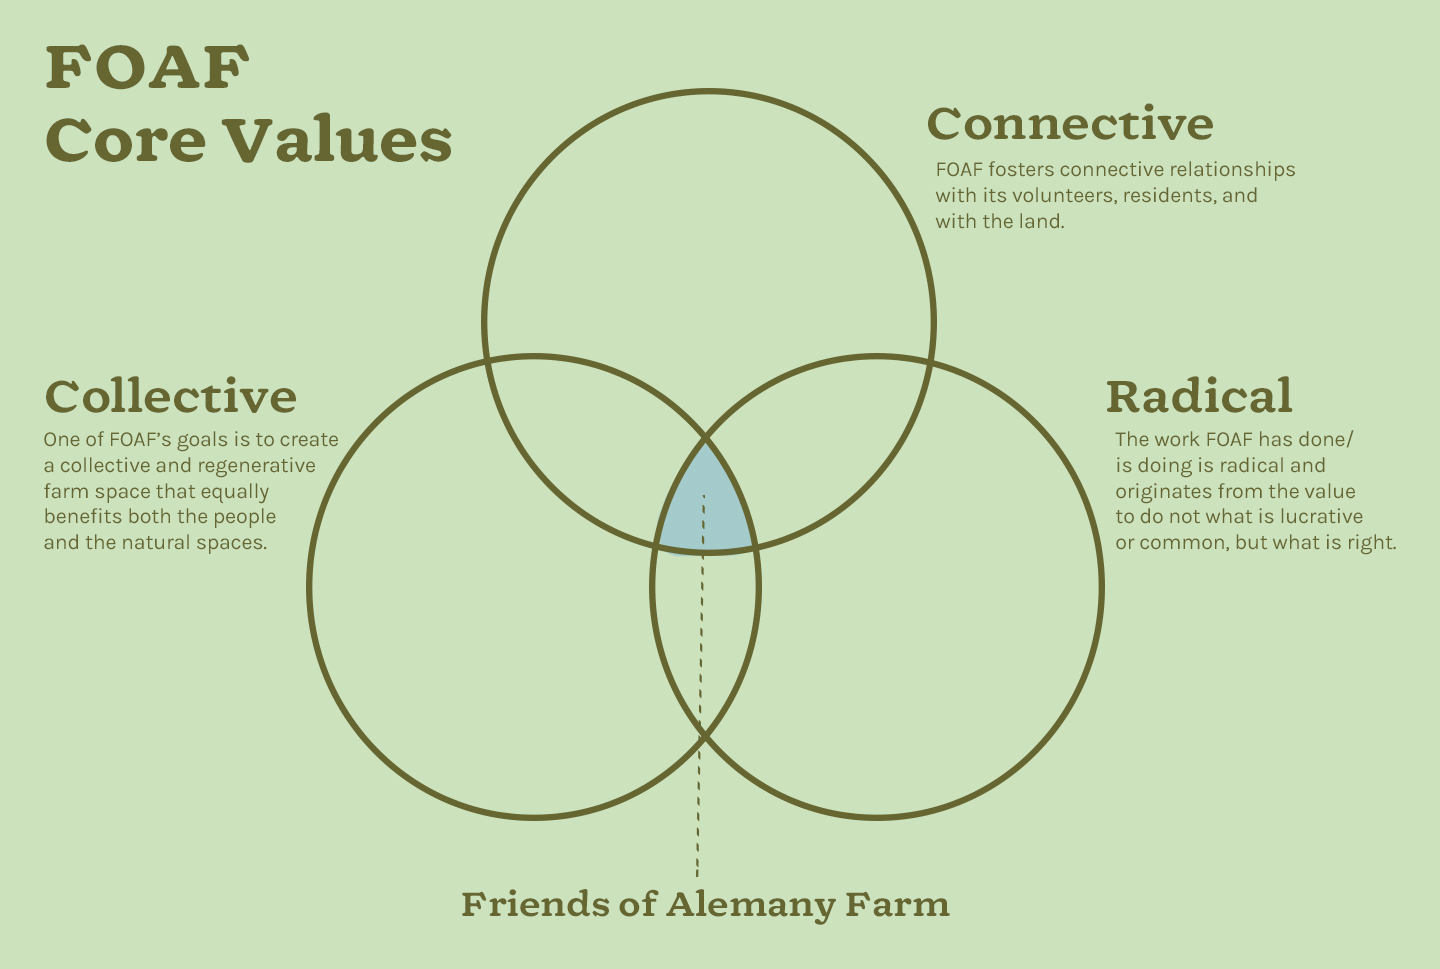 FOAF
Core Values
Connective
FOAF fosters connective relationships
with its volunteers, residents, and
with the land.
Collective
One of FOAF’s goals is to create
a collective and regenerative
farm space that equally
benefits both the people
and the natural spaces.
Radical
The work FOAF has done/
is doing is radical and
originates from the value
to do not what is lucrative
or common, but what is right.
Friends of Alemany Farm